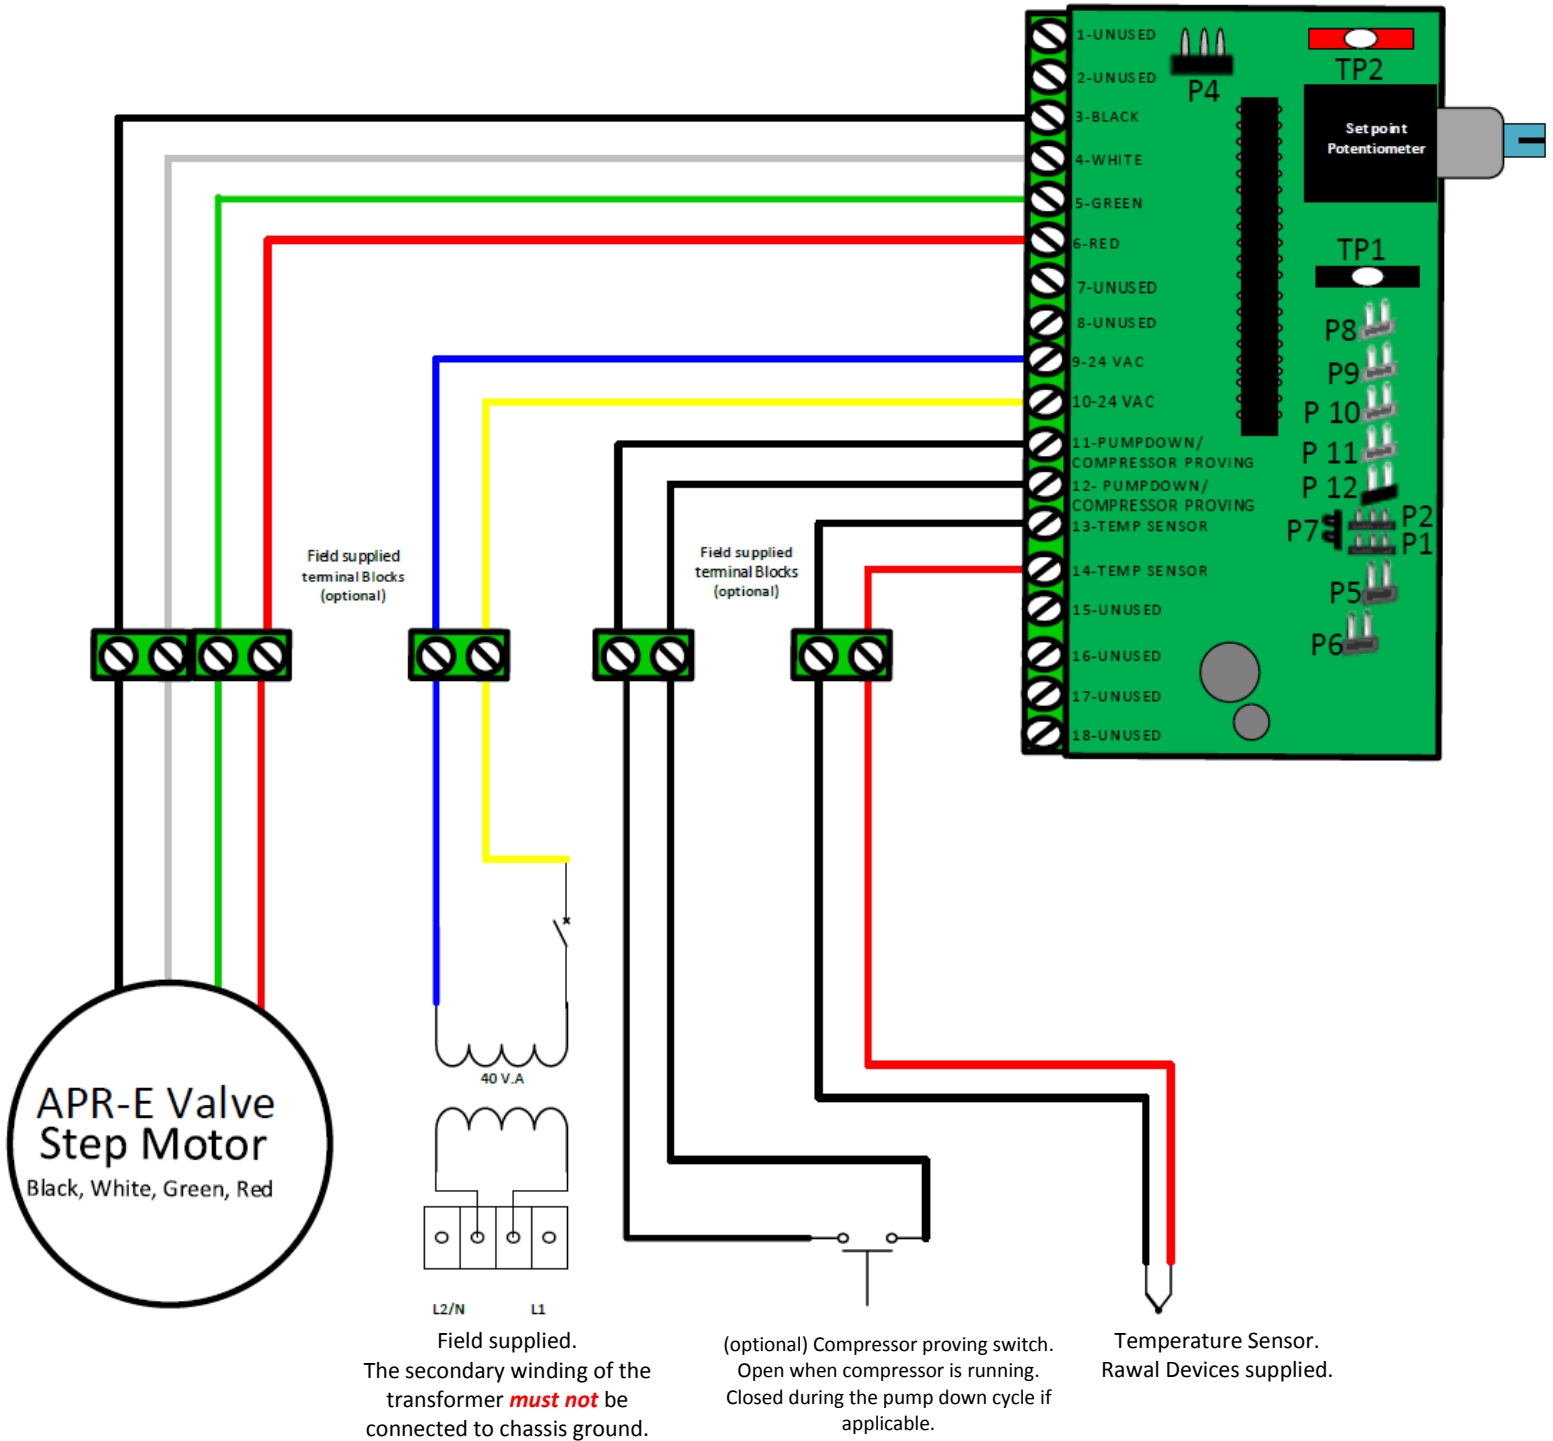 1-UNUSED
2-UNUSED
3-BLACK
4-WHITE
5-GREEN
6-RED
7-UNUSED
8-UNUSED
9-24 VAC
10-24 VAC
11-PUMPDOWN/
COMPRESSOR PROVING
12- PUMPDOWN/
COMPRESSOR PROVING
13-TEMP SENSOR
14-TEMP SENSOR
15-UNUSED
16-UNUSED
17-UNUSED
18-UNUSED
P4
TP2
Setpoint
Potentiometer
TP1
P8
P9
P 10
P 11
P 12
P7
P2
P1
P5
P6
Field supplied
terminal Blocks
(optional)
Field supplied
terminal Blocks
(optional)
APR-E Valve
Step Motor
Black, White, Green, Red
40 V.A
L2/N
L1
Field supplied.
The secondary winding of the
transformer must not be
connected to chassis ground.
(optional) Compressor proving switch.
Open when compressor is running.
Closed during the pump down cycle if
applicable.
Temperature Sensor.
Rawal Devices supplied.